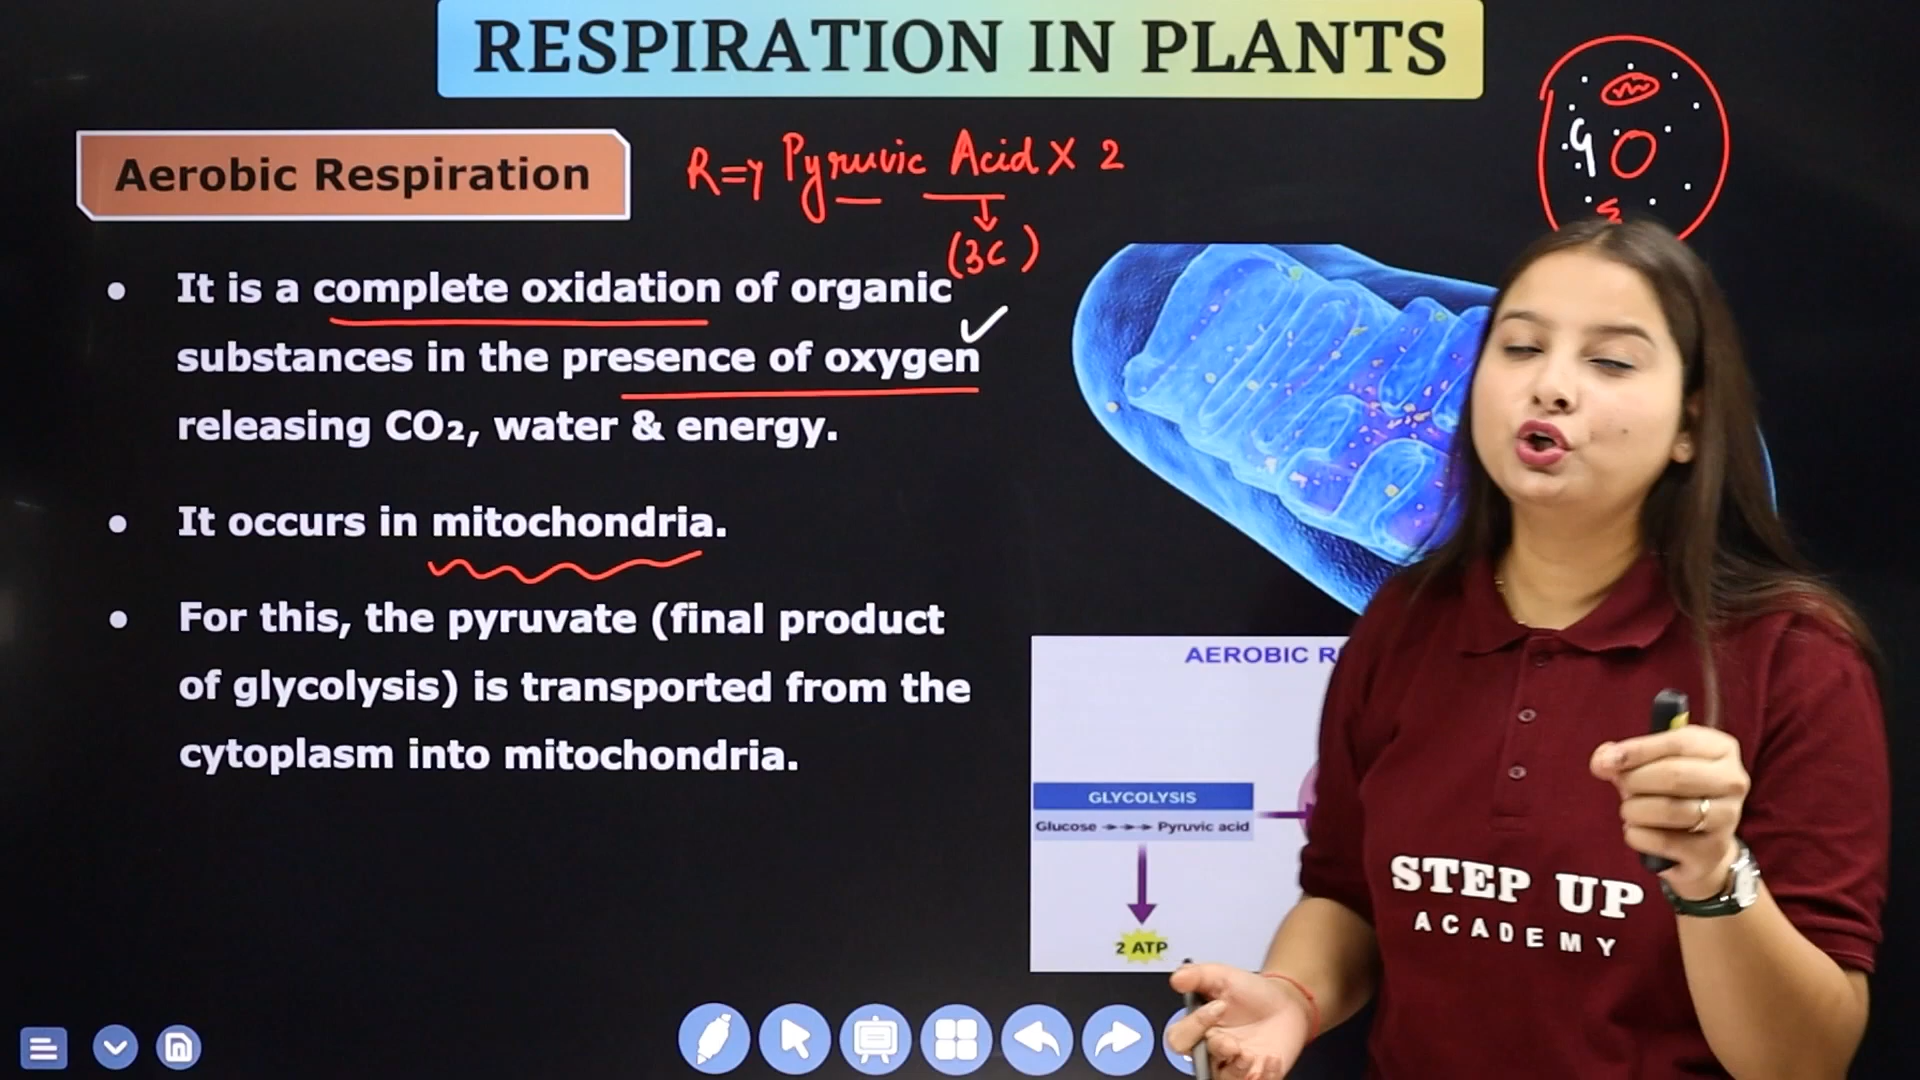 RESPIRATION IN PLANTS
Aerobic Respiration
R=y Pyruvic Acid X 2
(3C)
G
• It is a complete oxidation of organic
substances in the presence of oxygen
releasing CO₂, water & energy.
• It occurs in mitochondria.
• For this, the pyruvate (final product
of glycolysis) is transported from the
cytoplasm into mitochondria.
AEROBIC R
GLYCOLYSIS
Glucose → → → Pyruvic acid
2 ATP
STEP UP
ACADEMY